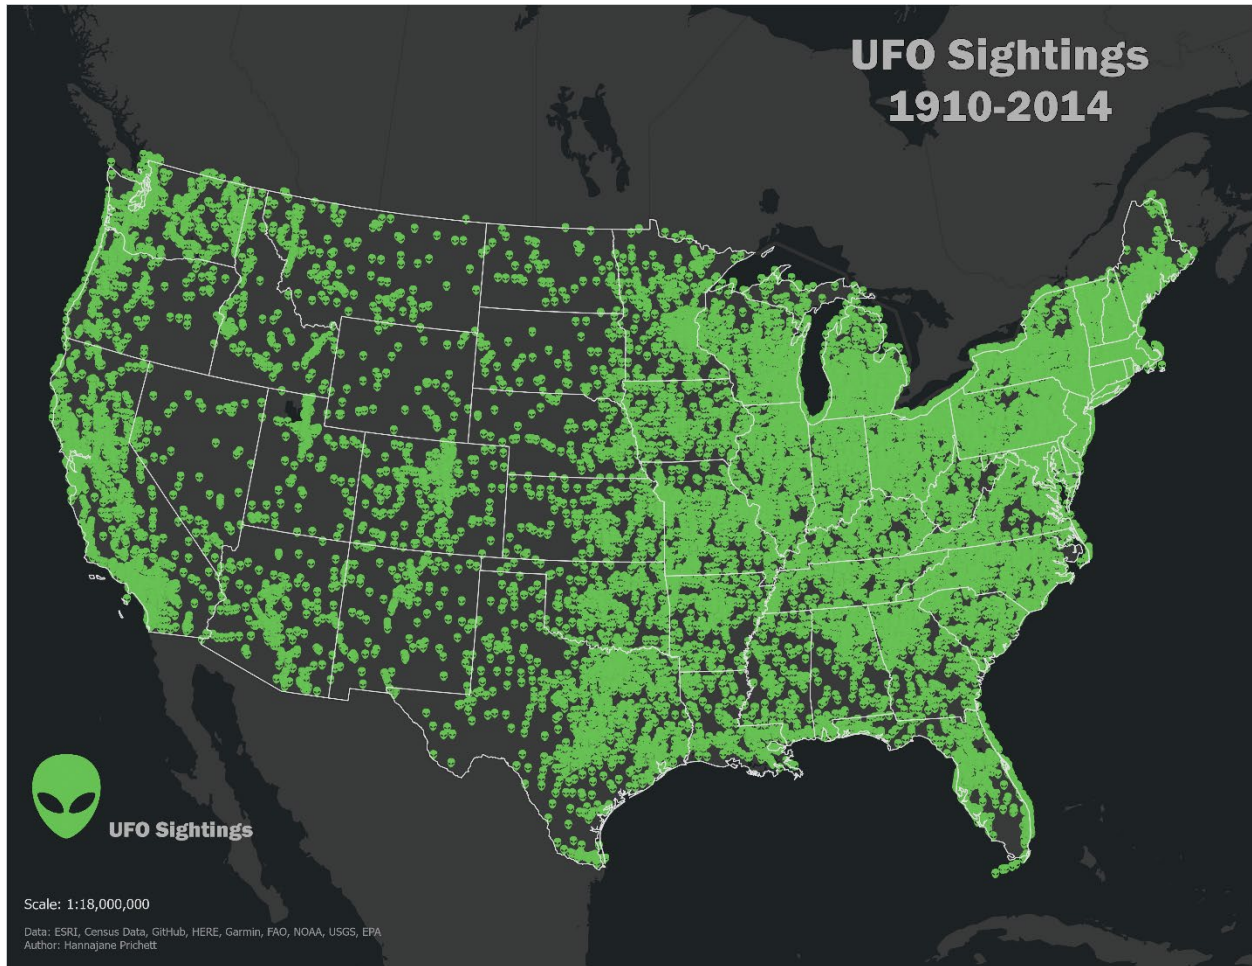 UFO Sightings
1910-2014
UFO Sightings
Scale: 1:18,000,000
Data: ESRI, Census Data, GitHub, HERE, Garmin, FAO, NOAA, USGS, EPA
Author: Hannajane Prichett